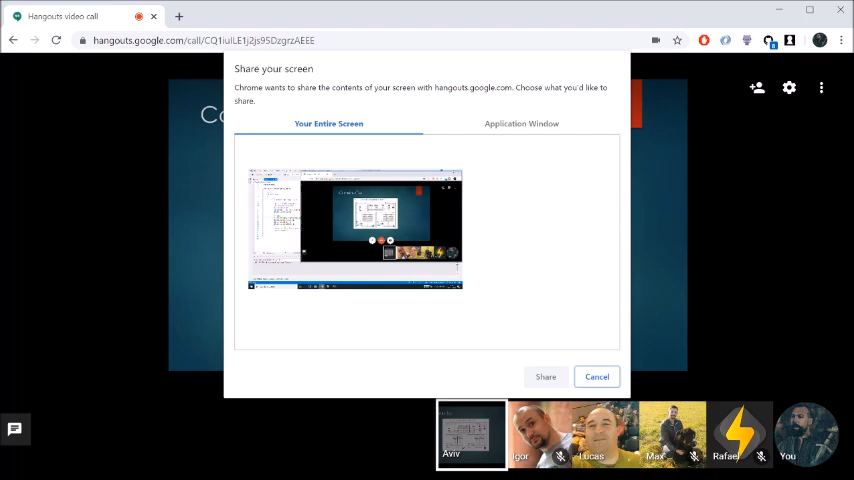 Hangouts video call
hangouts.google.com/call/CQ1iuILE1j2js95DzgrzAEEE
8
Share your screen
Chrome wants to share the contents of your screen with hangouts.google.com. Choose what you'd like to
share.
Your Entire Screen
Application Window
Share
Cancel
Aviv
Igor
Lucas
Max
Rafael
You